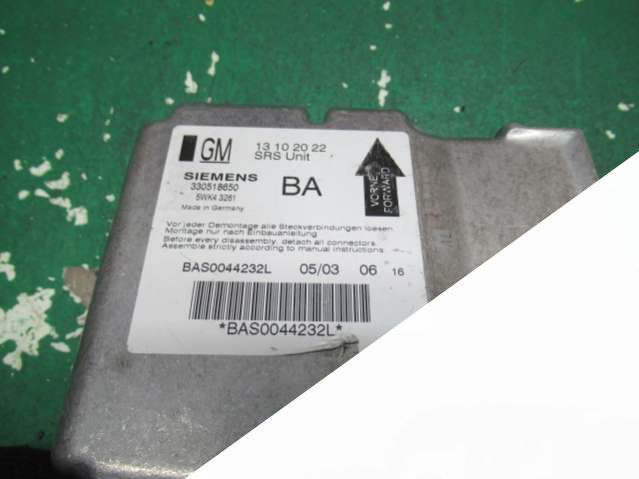 GM
13 10 20 22
SRS Unit
SIEMENS
330518650
5WK4 3261
Made in Germany
BA
VORNE
FORWARD
Vor jeder Demontage alle Steckverbindungen loesen.
Montage nur nach Einbauanleitung
Before every disassembly, detach all connectors.
Assemble strictly according to manual instructions.
BAS0044232L 05/03 06 16
*BAS0044232L*